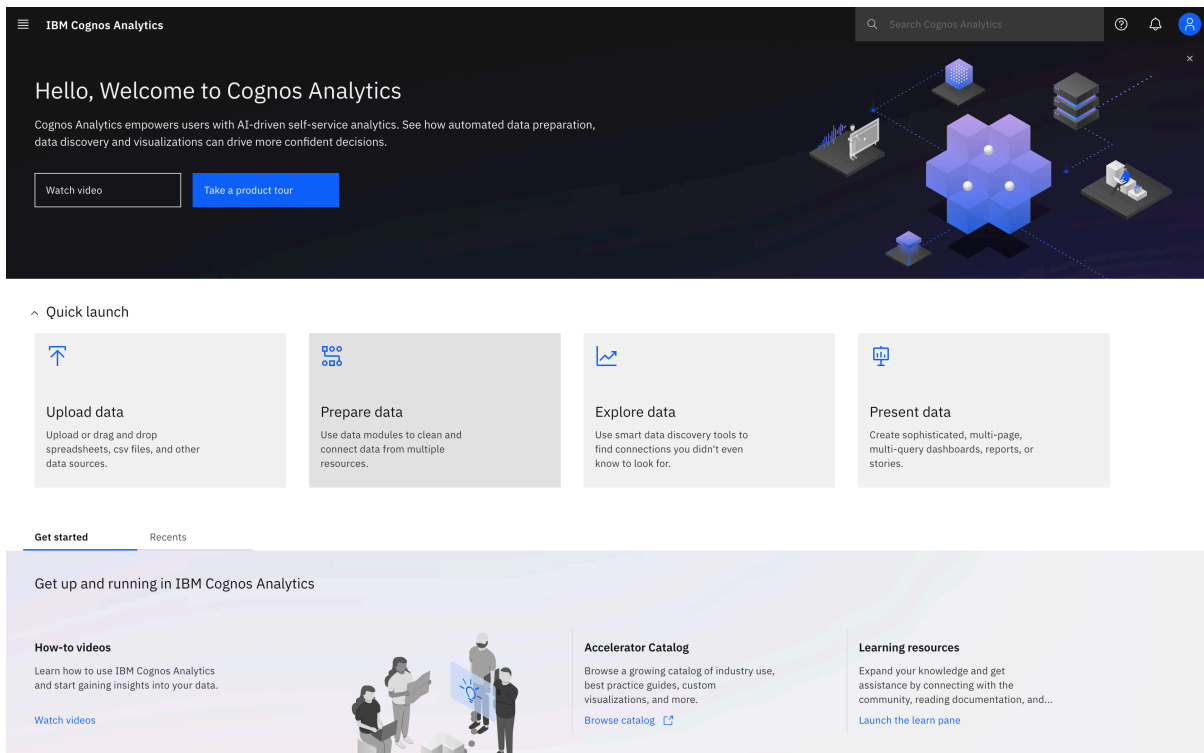 IBM Cognos Analytics
Search Cognos Analytics
Hello, Welcome to Cognos Analytics
Cognos Analytics empowers users with AI-driven self-service analytics. See how automated data preparation,
data discovery and visualizations can drive more confident decisions.
Watch video
Take a product tour
Quick launch
Upload data
Upload or drag and drop
spreadsheets, csv files, and other
data sources.
Prepare data
Use data modules to clean and
connect data from multiple
resources.
Explore data
Use smart data discovery tools to
find connections you didn't even
know to look for.
Present data
Create sophisticated, multi-page,
multi-query dashboards, reports, or
stories.
Get started
Recents
Get up and running in IBM Cognos Analytics
How-to videos
Learn how to use IBM Cognos Analytics
and start gaining insights into your data.
Watch videos
Accelerator Catalog
Browse a growing catalog of industry use,
best practice guides, custom
visualizations, and more.
Browse catalog
Learning resources
Expand your knowledge and get
assistance by connecting with the
community, reading documentation, and...
Launch the learn pane